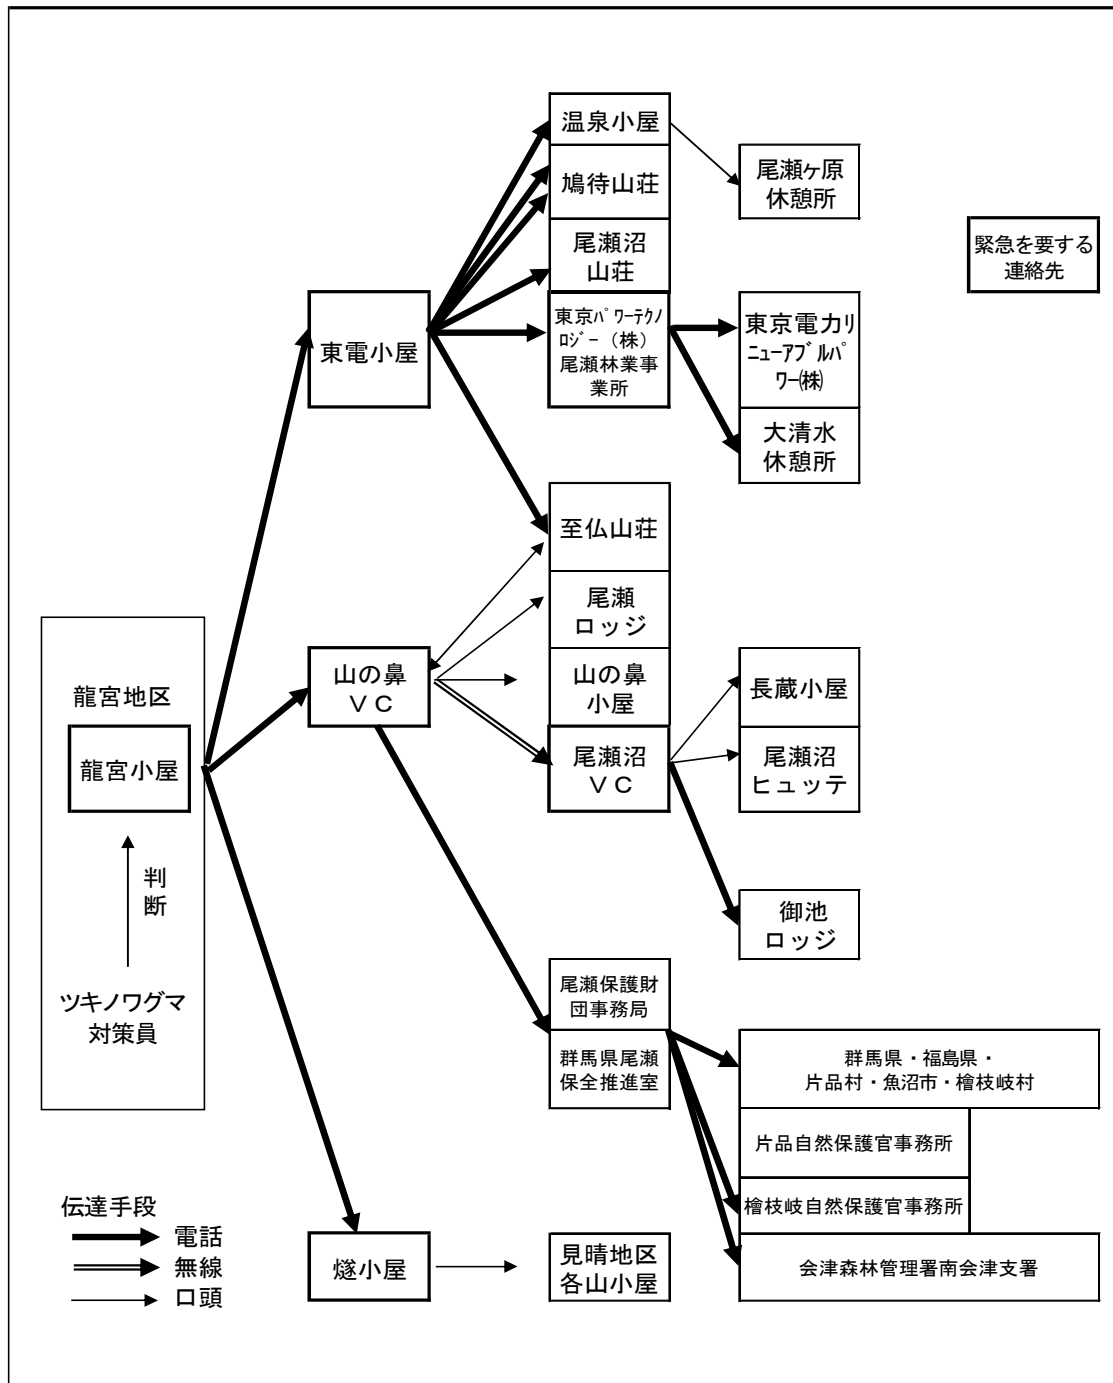 温泉小屋
鳩待山荘
尾瀬沼
山荘
東京ﾊﾟﾜｰﾃｸﾉ
ﾛｼﾞｰ（株）
尾瀬林業事
業所
尾瀬ヶ原
休憩所
緊急を要する
連絡先
東京電力ﾘ
ﾆｭｰｱﾌﾞﾙﾊﾟ
ﾜｰ㈱
大清水
休憩所
東電小屋
至仏山荘
尾瀬
ロッジ
山の鼻
小屋
尾瀬沼
ＶＣ
山の鼻
ＶＣ
長蔵小屋
尾瀬沼
ヒュッテ
御池
ロッジ
龍宮地区
龍宮小屋
判
断
ツキノワグマ
対策員
尾瀬保護財
団事務局
群馬県尾瀬
保全推進室
群馬県・福島県・
片品村・魚沼市・檜枝岐村
片品自然保護官事務所
檜枝岐自然保護官事務所
会津森林管理署南会津支署
伝達手段
電話
無線
口頭
燧小屋
見晴地区
各山小屋